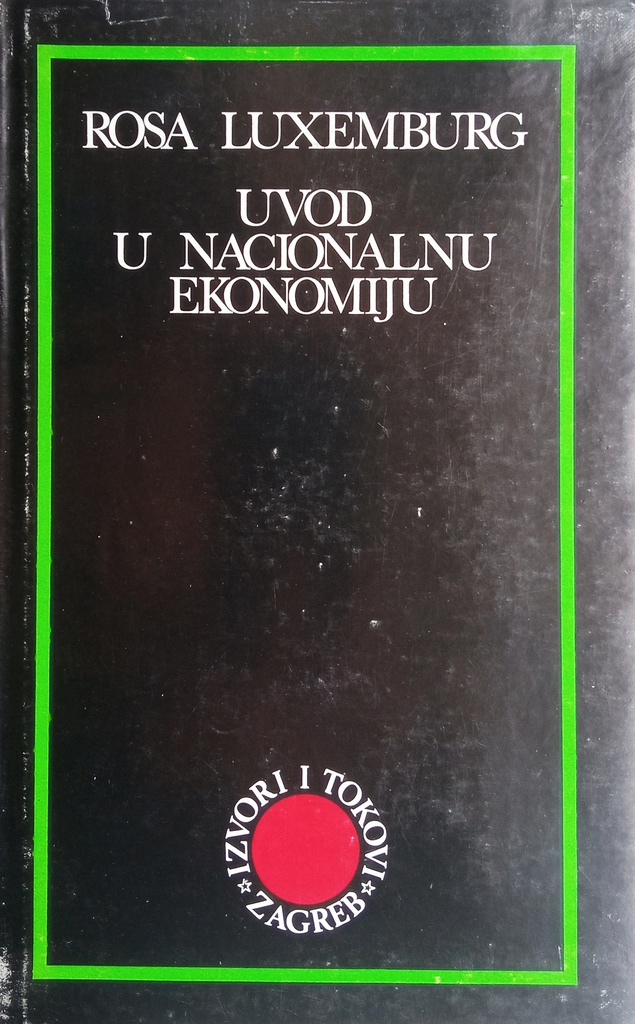 ROSA LUXEMBURG
UVOD
U NACIONALNU
EKONOMIJU
IZVORI I TOKOVI
☆ ZAGREB ☆